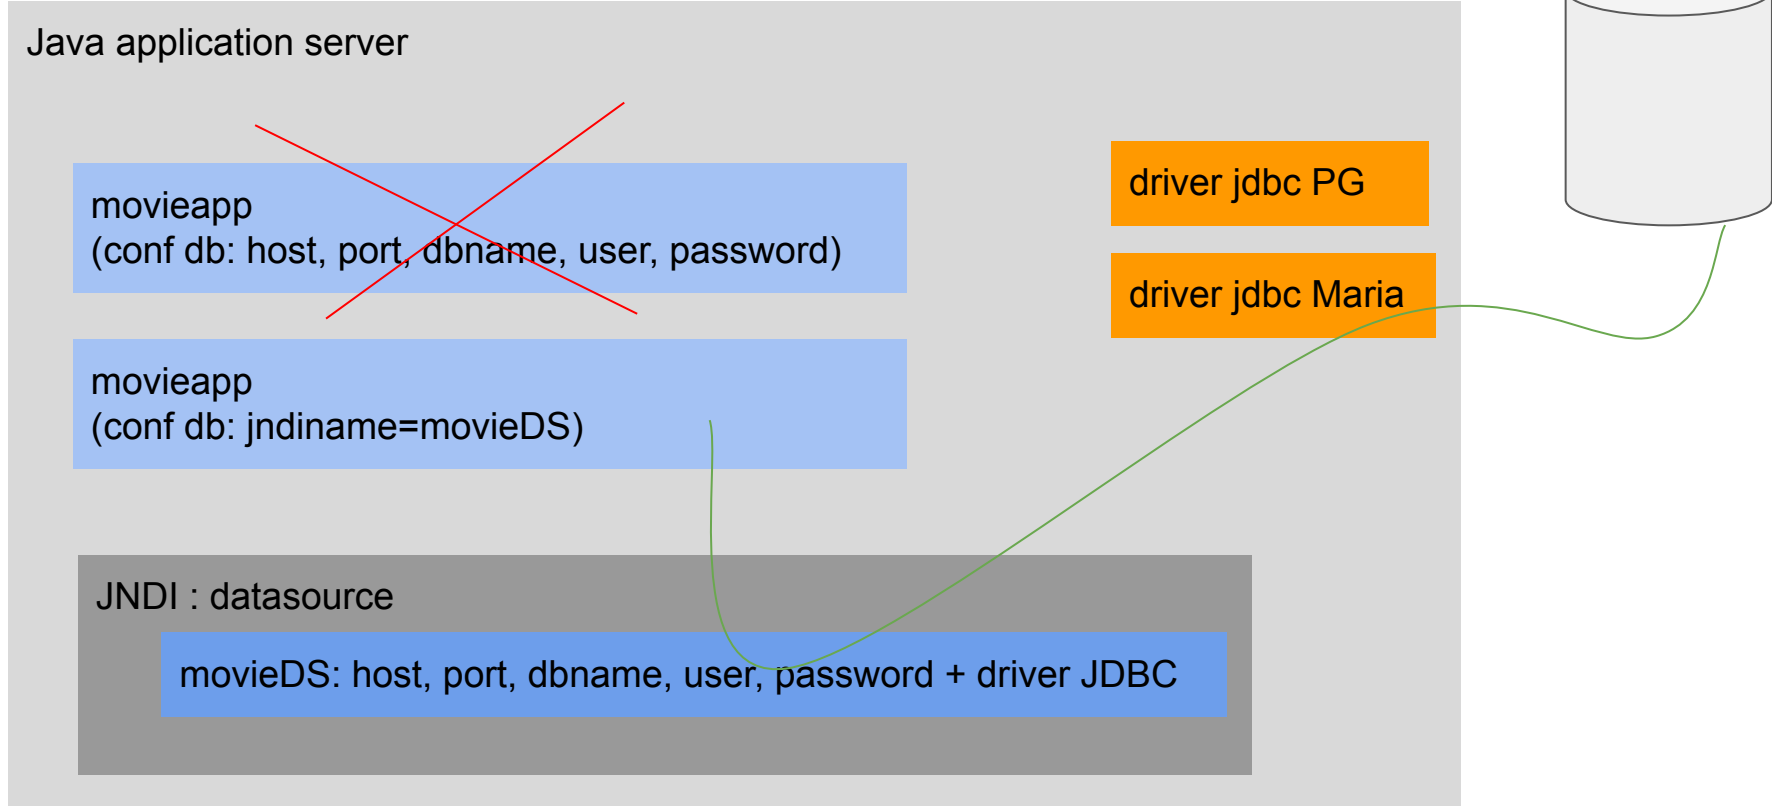 Java application server
movieapp
(conf db: host, port, dbname, user, password)
driver jdbc PG
driver jdbc Maria
movieapp
(conf db: jndiname=movieDS)
JNDI : datasource
movieDS: host, port, dbname, user, password + driver JDBC